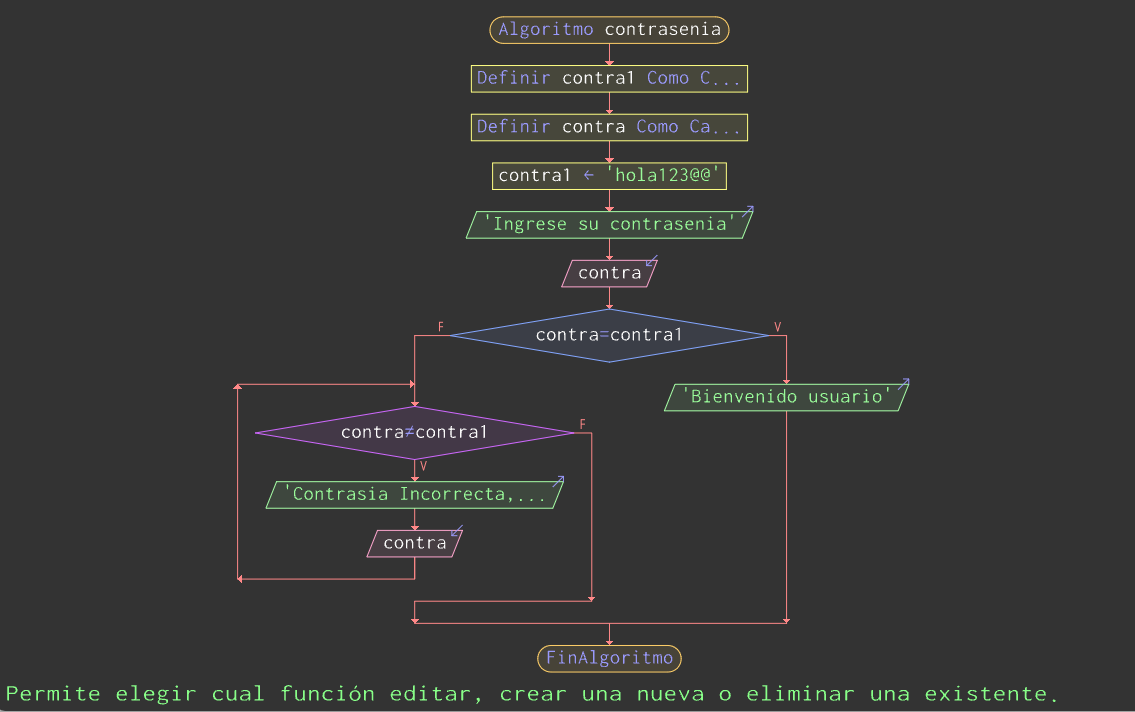 Algoritmo contrasenia
Definir contra1 Como C...
Definir contra Como Ca...
contra1 ← 'hola123@@'
'Ingrese su contrasenia'
contra
F
contra=contra1
V
'Bienvenido usuario'
contra≠contra1
F
V
'Contrasia Incorrecta,...
contra
FinAlgoritmo
Permite elegir cual función editar, crear una nueva o eliminar una existente.